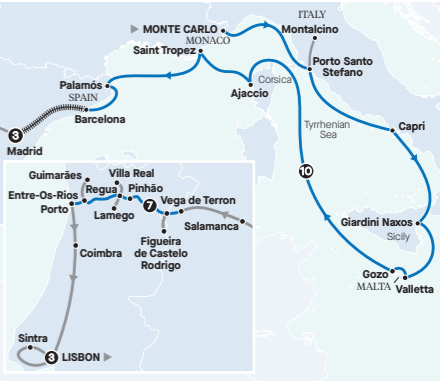 ITALY
MONTE CARLO
MONACO
Montalcino
Saint Tropez
Porto Santo
Stefano
Palamós
SPAIN
Corsica
Ajaccio
Barcelona
Tyrrhenian
Sea
Capri
3
Madrid
10
Guimarães
Villa Real
Entre-Os-Rios
Regua
Pinhão
Porto
7
Vega de Terron
Lamego
Salamanca
Figueira
de Castelo
Rodrigo
Coimbra
Giardini Naxos
Sicily
Gozo
MALTA
Valletta
Sintra
3
LISBON